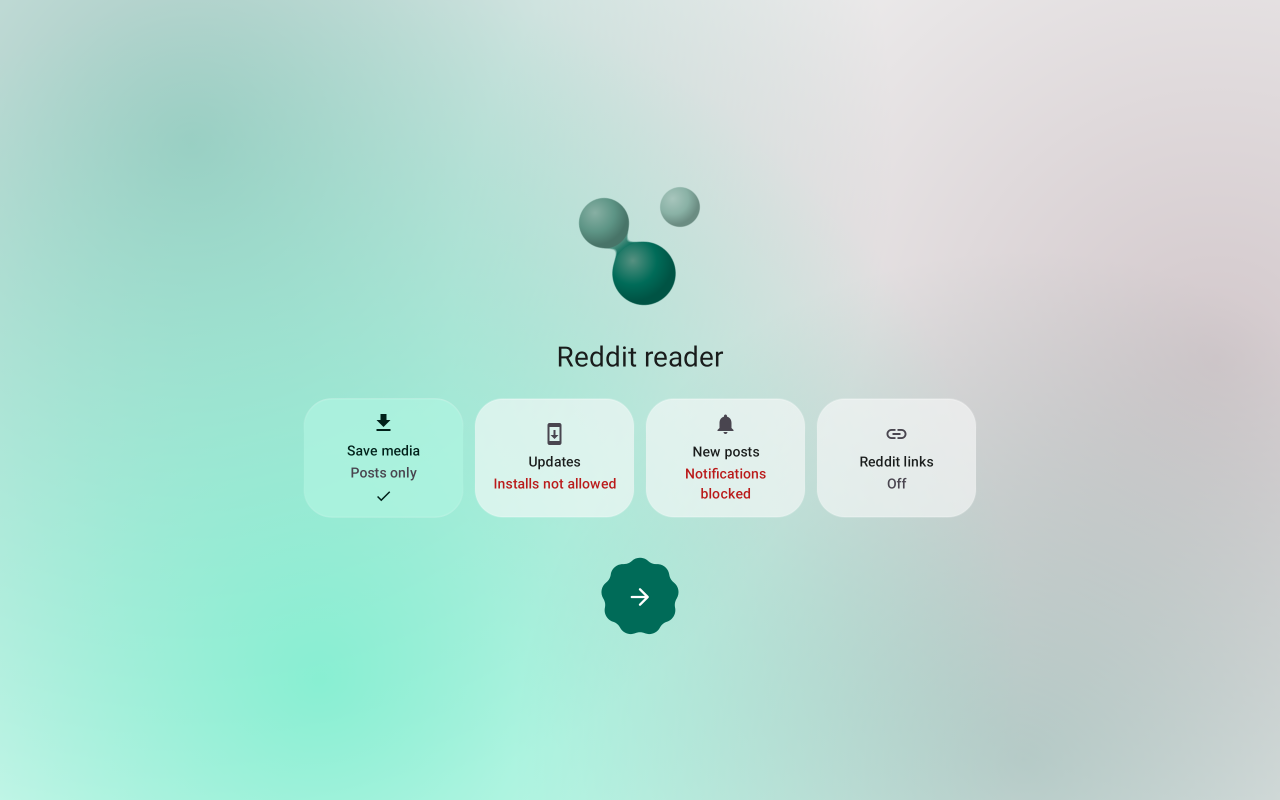 Reddit reader
Save media
Posts only
Updates
Installs not allowed
New posts
Notifications
blocked
Reddit links
Off